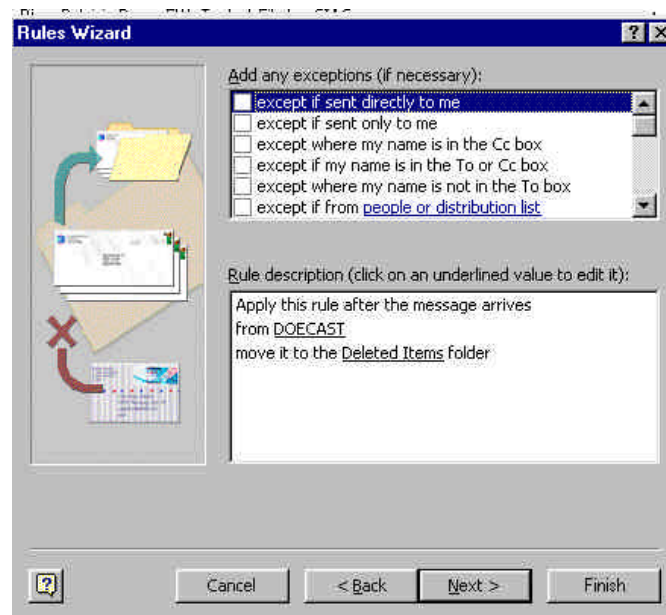 Rules Wizard
Add any exceptions (if necessary):
except if sent directly to me
except if sent only to me
except where my name is in the Cc box
except if my name is in the To or Cc box
except where my name is not in the To box
except if from people or distribution list
Rule description (click on an underlined value to edit it):
Apply this rule after the message arrives
from DOECAST
move it to the Deleted Items folder
Cancel
< Back
Next >
Finish